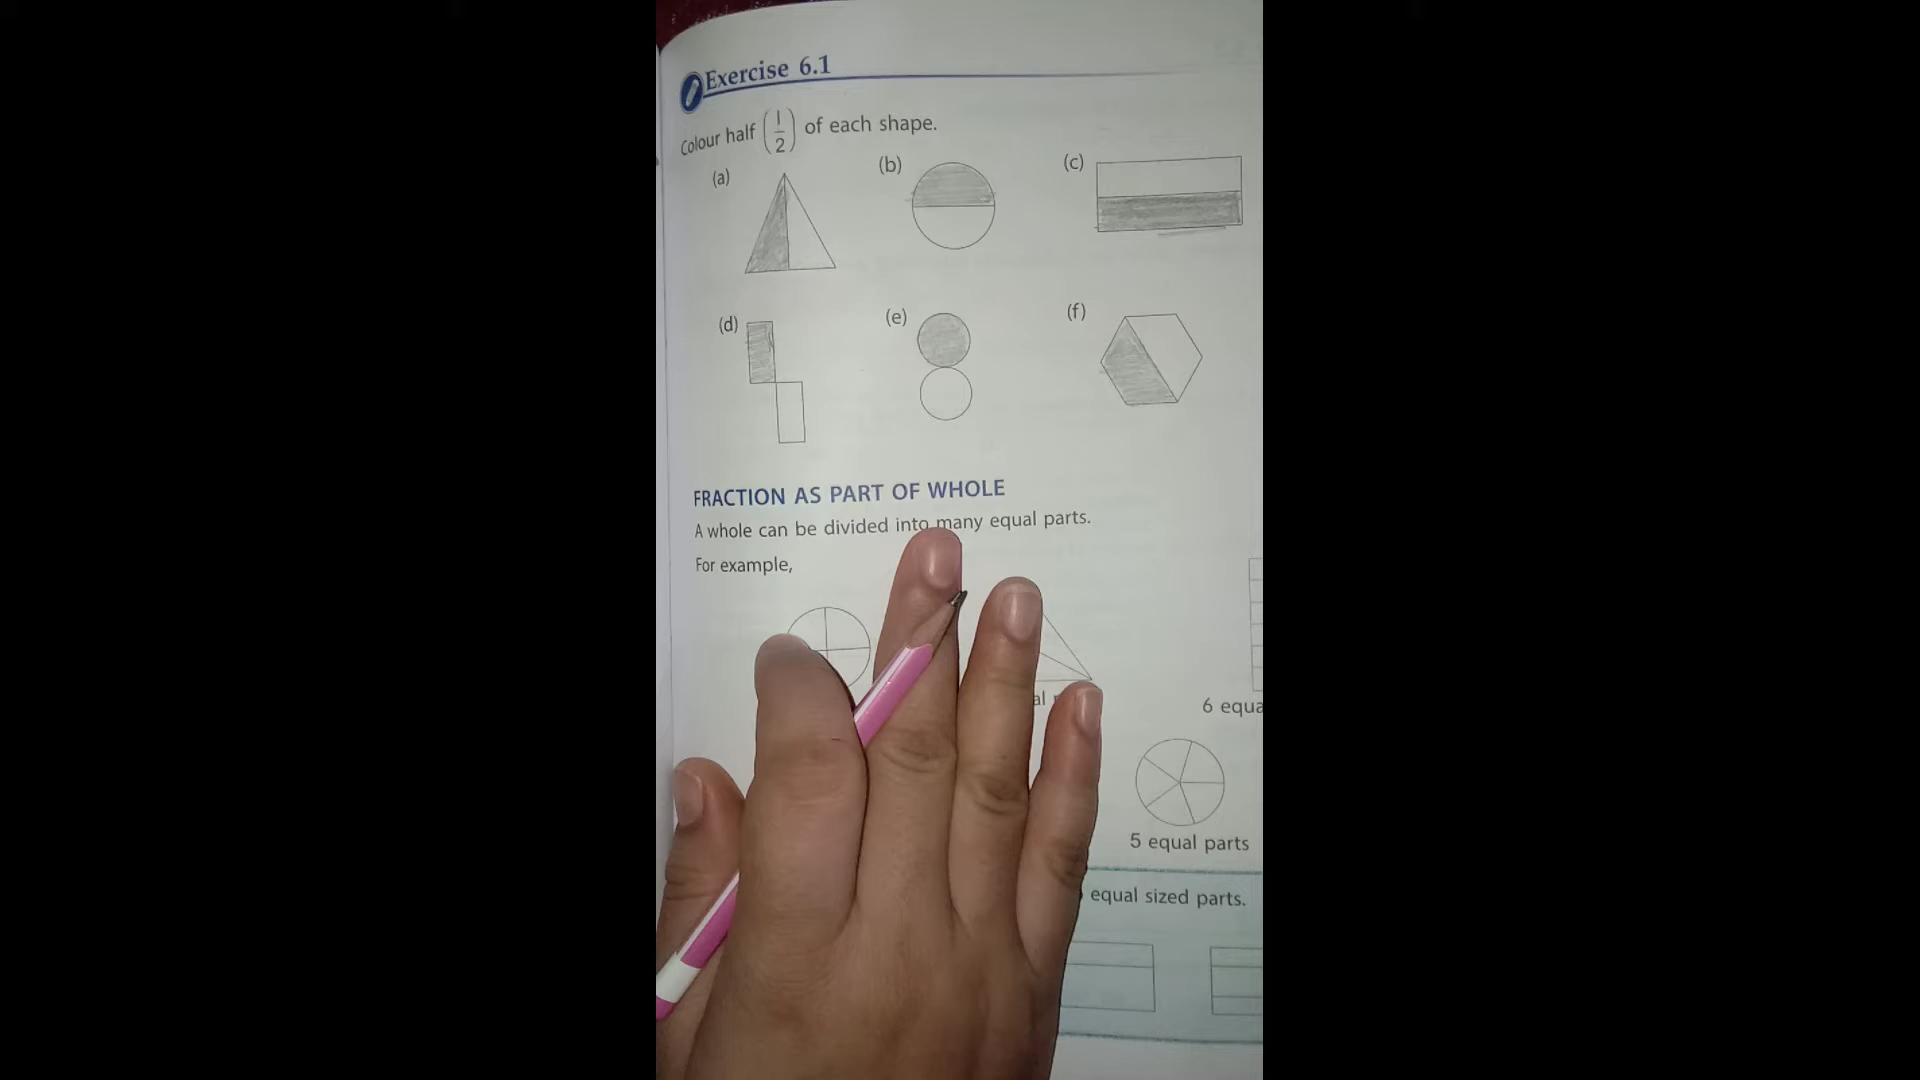 Exercise 6.1
Colour half (1/2) of each shape.
(a) (b) (c)
(d) (e) (f)
FRACTION AS PART OF WHOLE
A whole can be divided into many equal parts.
For example,
6
5 equal parts
equal sized parts.